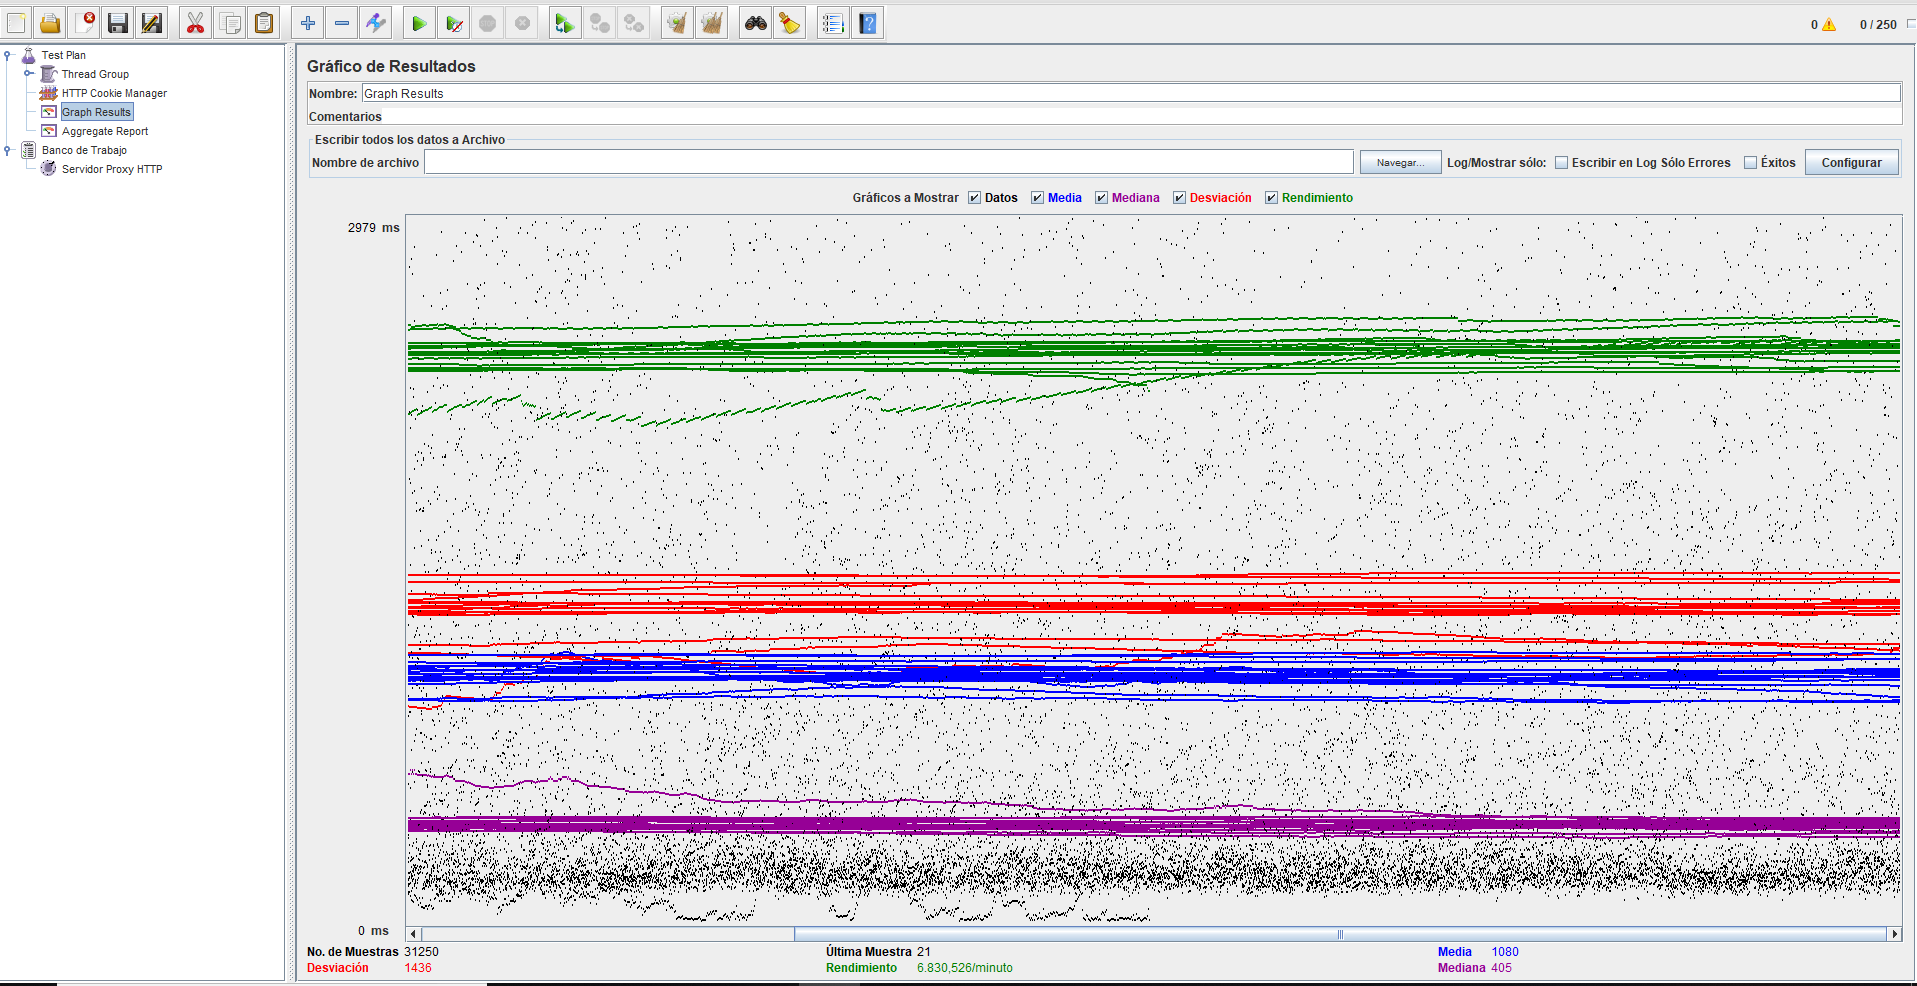 0
0 / 250
Test Plan
Thread Group
HTTP Cookie Manager
Graph Results
Aggregate Report
Banco de Trabajo
Servidor Proxy HTTP
Gráfico de Resultados
Nombre: Graph Results
Comentarios
Escribir todos los datos a Archivo
Nombre de archivo Navegar... Log/Mostrar sólo: Escribir en Log Sólo Errores Éxitos Configurar
Gráficos a Mostrar Datos Media Mediana Desviación Rendimiento
2979 ms
0 ms
No. de Muestras 31250 Última Muestra 21 Media 1080
Desviación 1436 Rendimiento 6.830,526/minuto Mediana 405